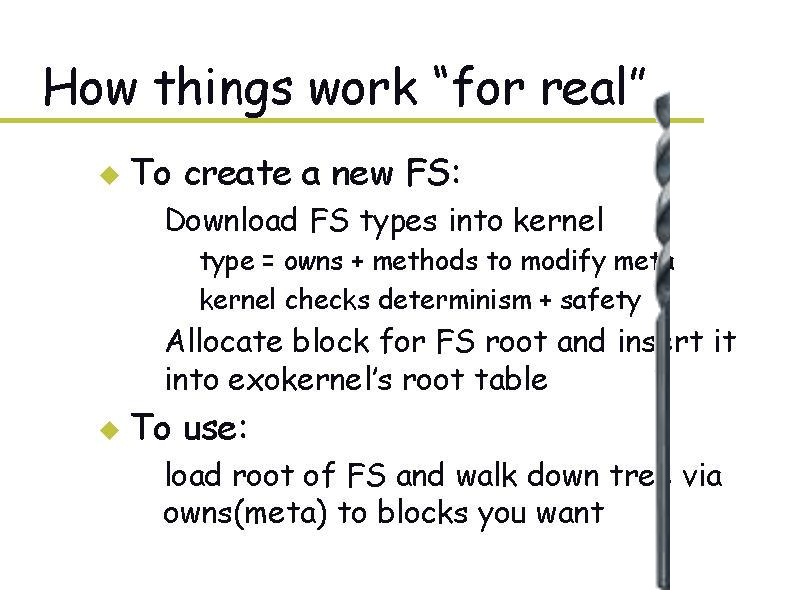 How things work “for real”
To create a new FS:
Download FS types into kernel
type = owns + methods to modify meta
kernel checks determinism + safety
Allocate block for FS root and insert it
into exokernel’s root table
To use:
load root of FS and walk down tree via
owns(meta) to blocks you want